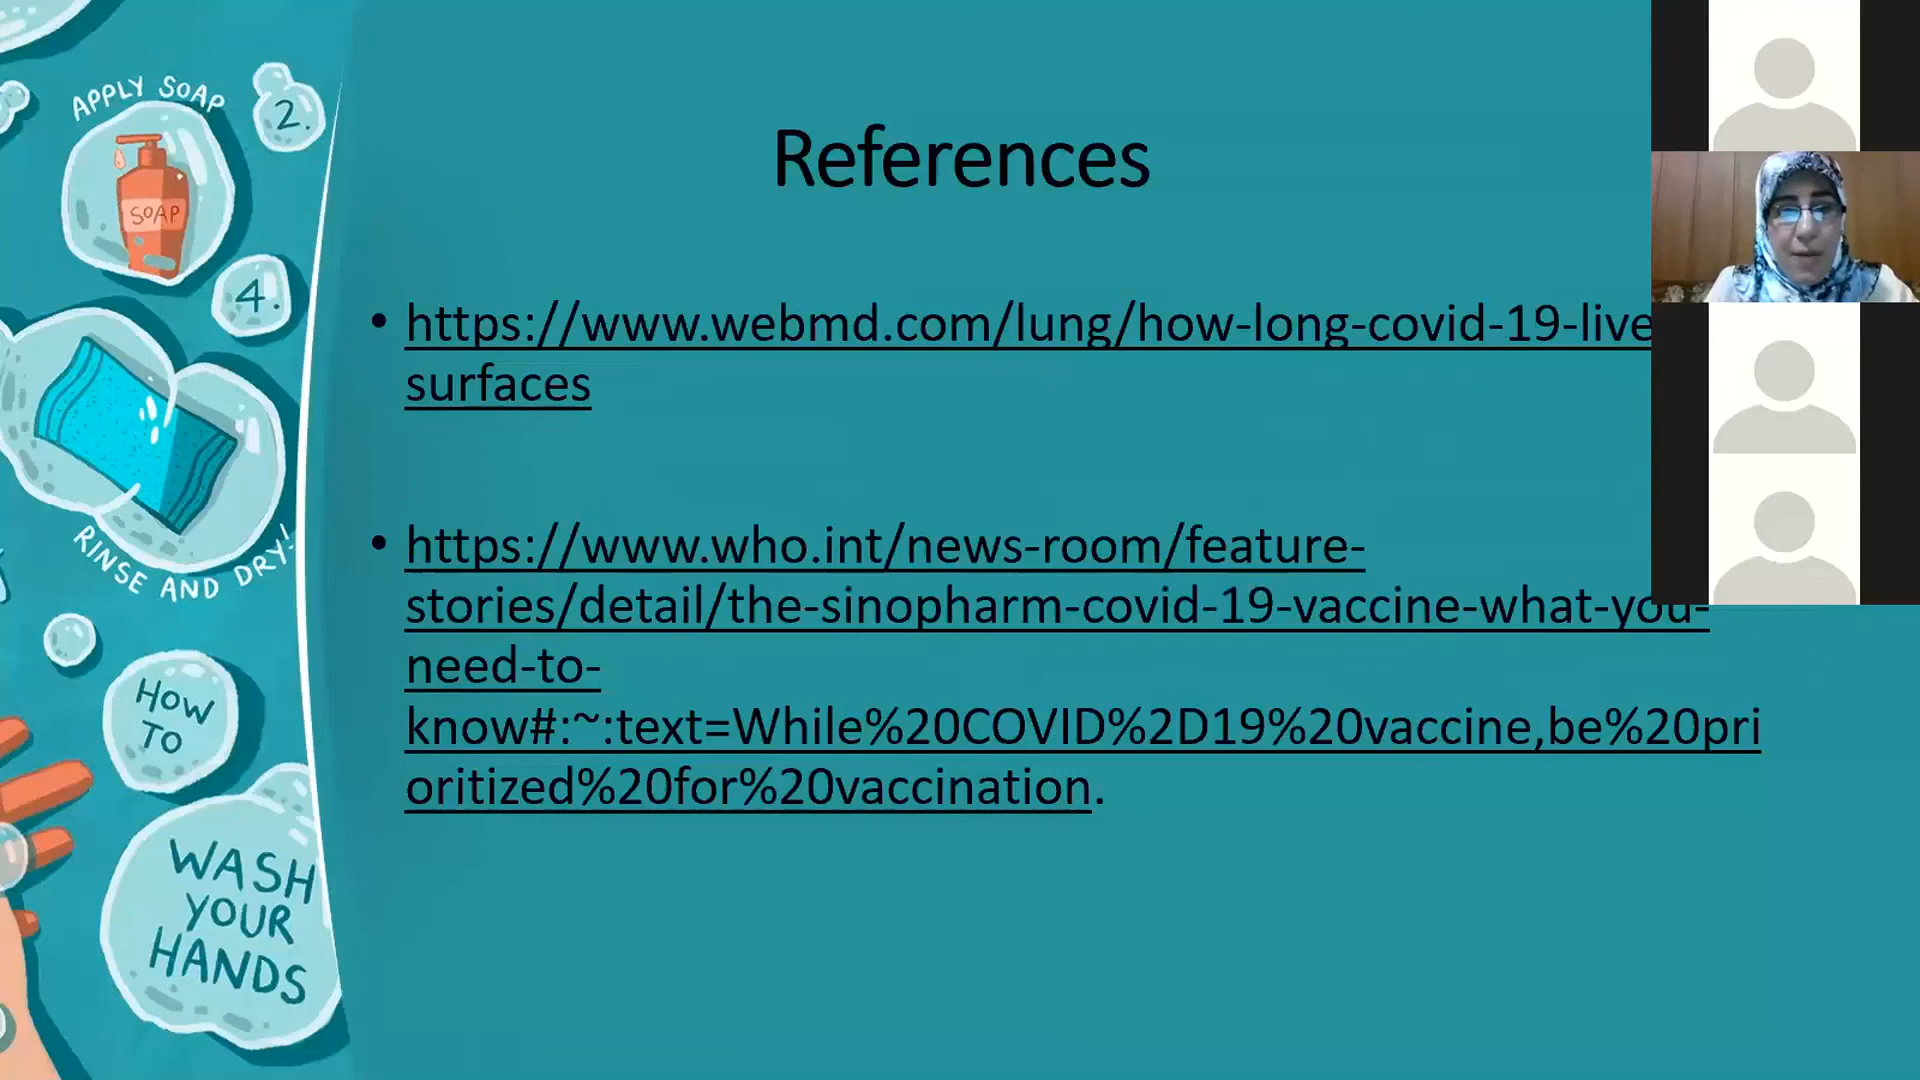 APPLY SOAP
2.
SOAP
4.
RINSE AND DRY!
HOW
TO
WASH
YOUR
HANDS
References
• https://www.webmd.com/lung/how-long-covid-19-live
surfaces
• https://www.who.int/news-room/feature-
stories/detail/the-sinopharm-covid-19-vaccine-what-you-
need-to-
know#:~:text=While%20COVID%2D19%20vaccine,be%20pri
oritized%20for%20vaccination.